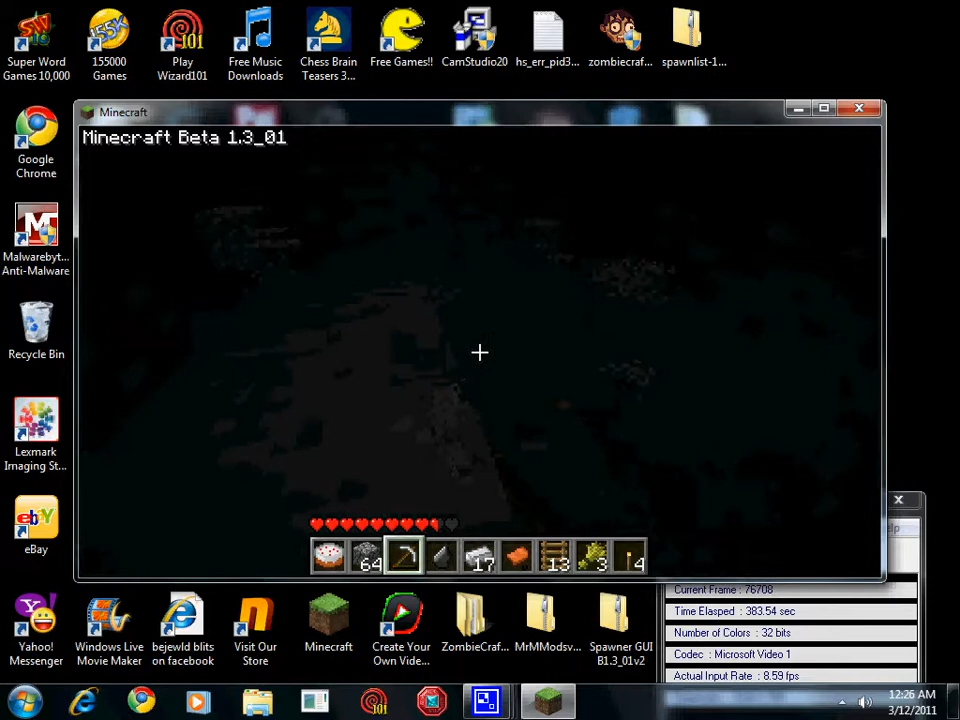 Super Word
Games 10,000
155000
Games
Play
Wizard101
Free Music
Downloads
Chess Brain
Teasers 3...
Free Games!!
CamStudio20
hs_err_pid3...
zombiecraf...
spawnlist-1...
Minecraft
Minecraft Beta 1.3_01
Google
Chrome
Malwarebyt...
Anti-Malware
Recycle Bin
Lexmark
Imaging St...
eBay
64
17
13
3
4
Current Frame : 76708
Time Elasped : 383.54 sec
Number of Colors : 32 bits
Codec : Microsoft Video 1
Actual Input Rate : 8.59 fps
Yahoo!
Messenger
Windows Live
Movie Maker
bejewld blits
on facebook
Visit Our
Store
Minecraft
Create Your
Own Vide...
ZombieCraf...
MrMModsv...
Spawner GUI
B1.3_01v2
12:26 AM
3/12/2011